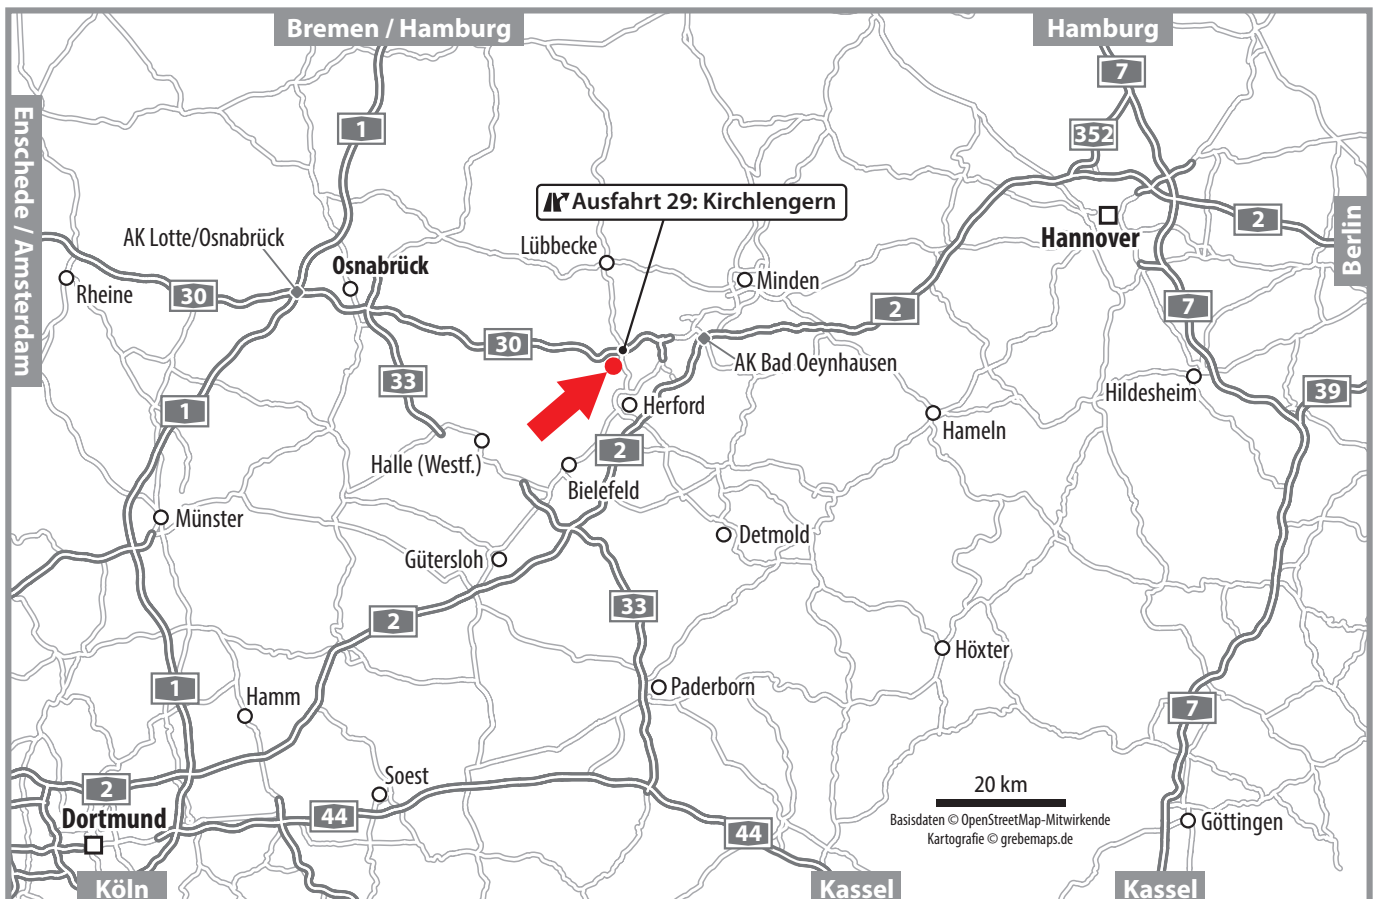 Bremen / Hamburg
Hamburg
7
1
352
Enschede / Amsterdam
Ausfahrt 29: Kirchlengern
2
Berlin
AK Lotte/Osnabrück
Lübbecke
Hannover
Osnabrück
Minden
Rheine
30
2
7
30
AK Bad Oeynhausen
33
Hildesheim
39
1
Herford
Hameln
Halle (Westf.)
2
Bielefeld
Münster
Detmold
Gütersloh
33
2
Höxter
1
Paderborn
Hamm
7
Soest
20 km
2
Dortmund
44
Basisdaten © OpenStreetMap-Mitwirkende
Göttingen
44
Kartografie © grebemaps.de
Köln
Kassel
Kassel